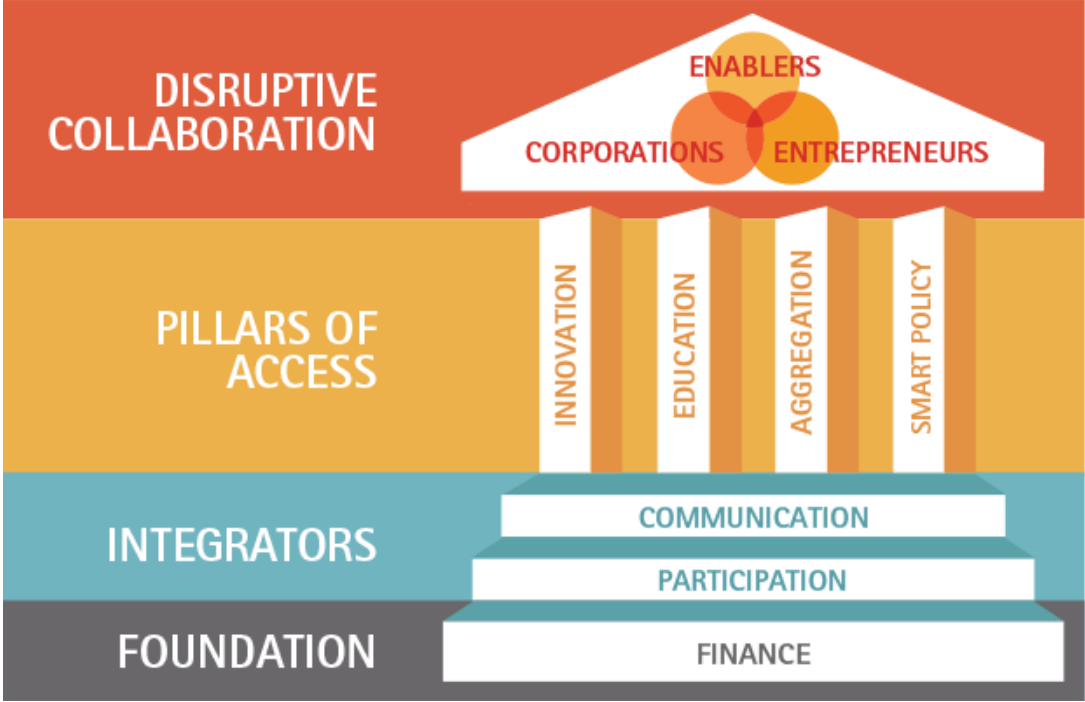 DISRUPTIVE
COLLABORATION
ENABLERS
CORPORATIONS
ENTREPRENEURS
PILLARS OF
ACCESS
INNOVATION
EDUCATION
AGGREGATION
SMART POLICY
INTEGRATORS
COMMUNICATION
PARTICIPATION
FOUNDATION
FINANCE